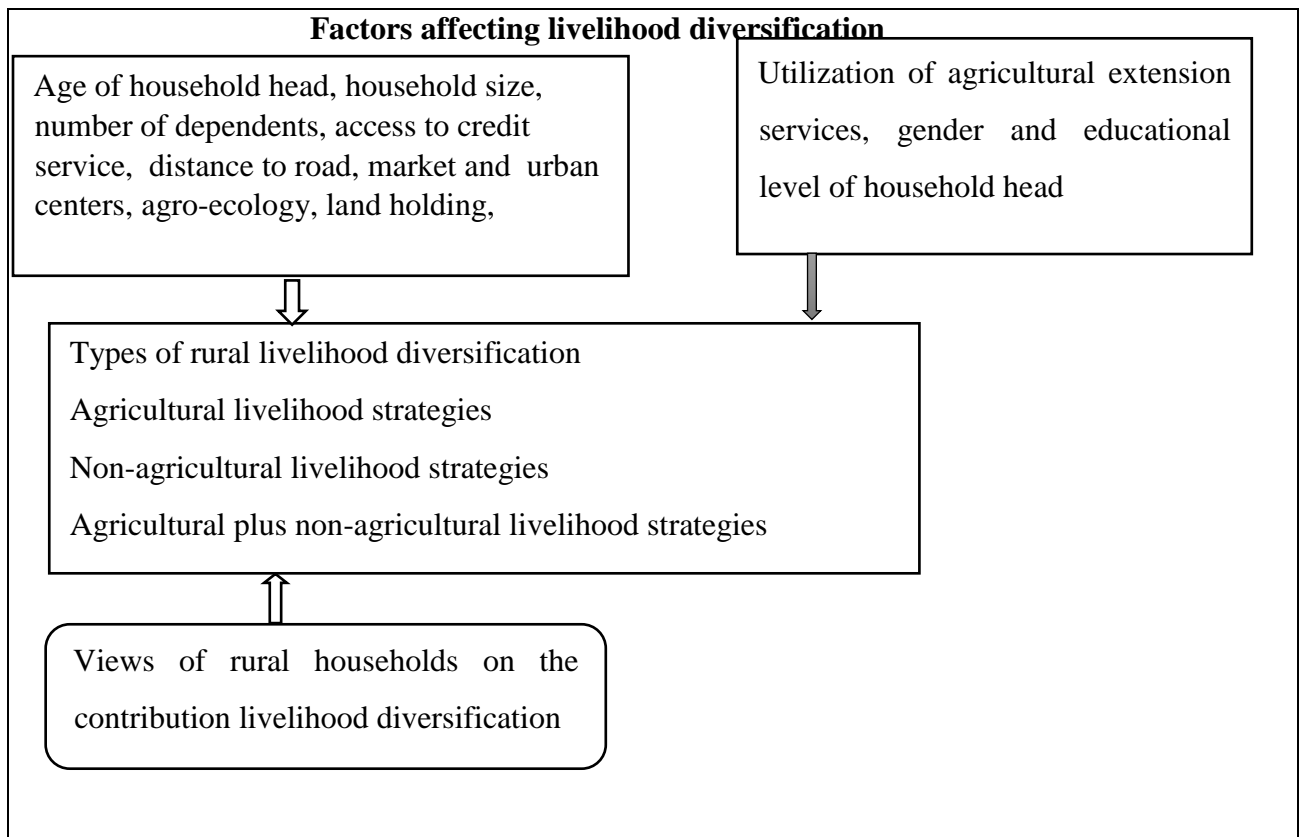 Factors affecting livelihood diversification
Age of household head, household size,
number of dependents, access to credit
service, distance to road, market and urban
centers, agro-ecology, land holding,
Utilization of agricultural extension
services, gender and educational
level of household head
Types of rural livelihood diversification
Agricultural livelihood strategies
Non-agricultural livelihood strategies
Agricultural plus non-agricultural livelihood strategies
Views of rural households on the
contribution livelihood diversification